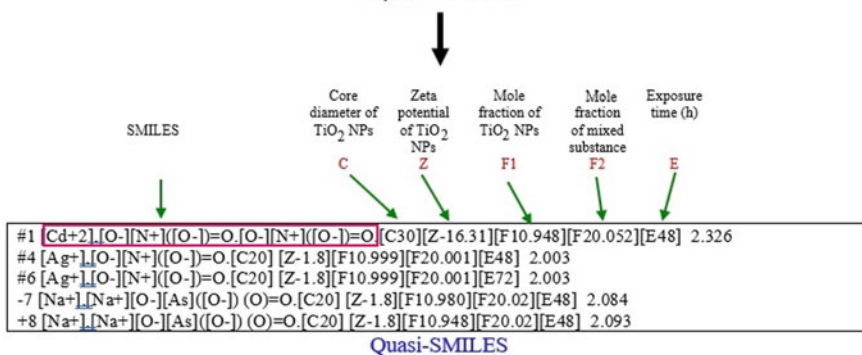 Core
diameter of
TiO2 NPs
Zeta
potential
of TiO2
NPs
Mole
fraction of
TiO2 NPs
Mole
fraction
of mixed
substance
Exposure
time (h)
SMILES
C Z F1 F2 E
#1 [Cd+2].[O-][N+]([O-])=O.[O-][N+]([O-])=O.[C30][Z-16.31][F10.948][F20.052][E48] 2.326
#4 [Ag+].[O-][N+]([O-])=O.[C20] [Z-1.8][F10.999][F20.001][E48] 2.003
#6 [Ag+].[O-][N+]([O-])=O.[C20] [Z-1.8][F10.999][F20.001][E72] 2.003
-7 [Na+].[Na+][O-][As]([O-]) (O)=O.[C20] [Z-1.8][F10.980][F20.02][E48] 2.084
+8 [Na+].[Na+][O-][As]([O-]) (O)=O.[C20] [Z-1.8][F10.948][F20.02][E48] 2.093
Quasi-SMILES